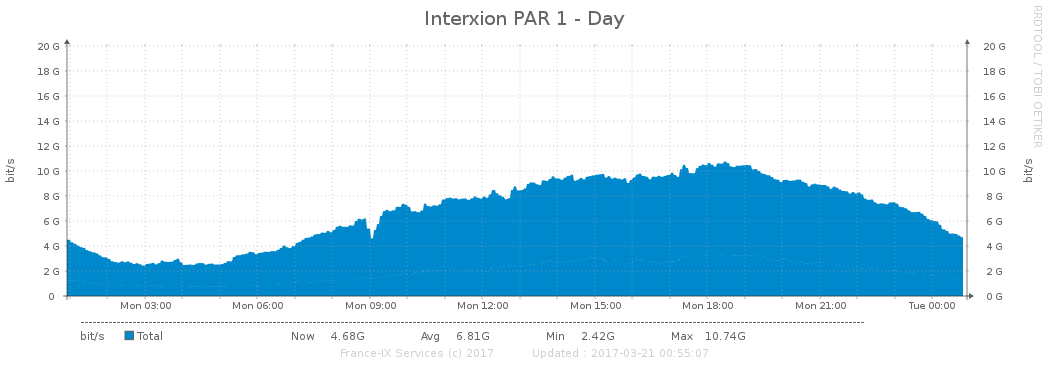 Interxion PAR 1 - Day
RRDTOOL / TOBI OETIKER
20 G 20 G
18 G 18 G
16 G 16 G
14 G 14 G
12 G 12 G
10 G 10 G
8 G 8 G
6 G 6 G
4 G 4 G
2 G 2 G
0 0 G
bit/s
bit/s
Mon 03:00 Mon 06:00 Mon 09:00 Mon 12:00 Mon 15:00 Mon 18:00 Mon 21:00 Tue 00:00
bit/s Total Now 4.68G Avg 6.81G Min 2.42G Max 10.74G
France-IX Services (c) 2017 Updated : 2017-03-21 00:55:07